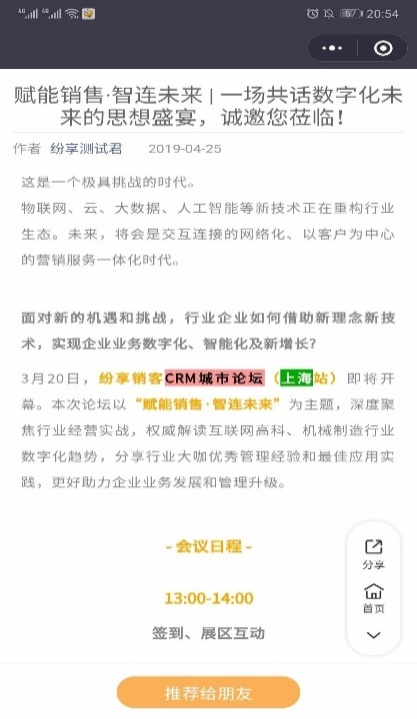 20:54
赋能销售·智连未来 | 一场共话数字化未
来的思想盛宴，诚邀您莅临！
作者 纷享测试君 2019-04-25
这是一个极具挑战的时代。
物联网、云、大数据、人工智能等新技术正在重构行业
生态。未来，将会是交互连接的网络化、以客户为中心
的营销服务一体化时代。
面对新的机遇和挑战，行业企业如何借助新理念新技
术，实现企业业务数字化、智能化及新增长?
3月20日，纷享销客CRM城市论坛（上海站）即将开
幕。本次论坛以“赋能销售·智连未来”为主题，深度聚
焦行业经营实战，权威解读互联网高科、机械制造行业
数字化趋势，分享行业大咖优秀管理经验和最佳应用实
践，更好助力企业业务发展和管理升级。
- 会议日程 -
13:00-14:00
签到、展区互动
分享
首页
推荐给朋友